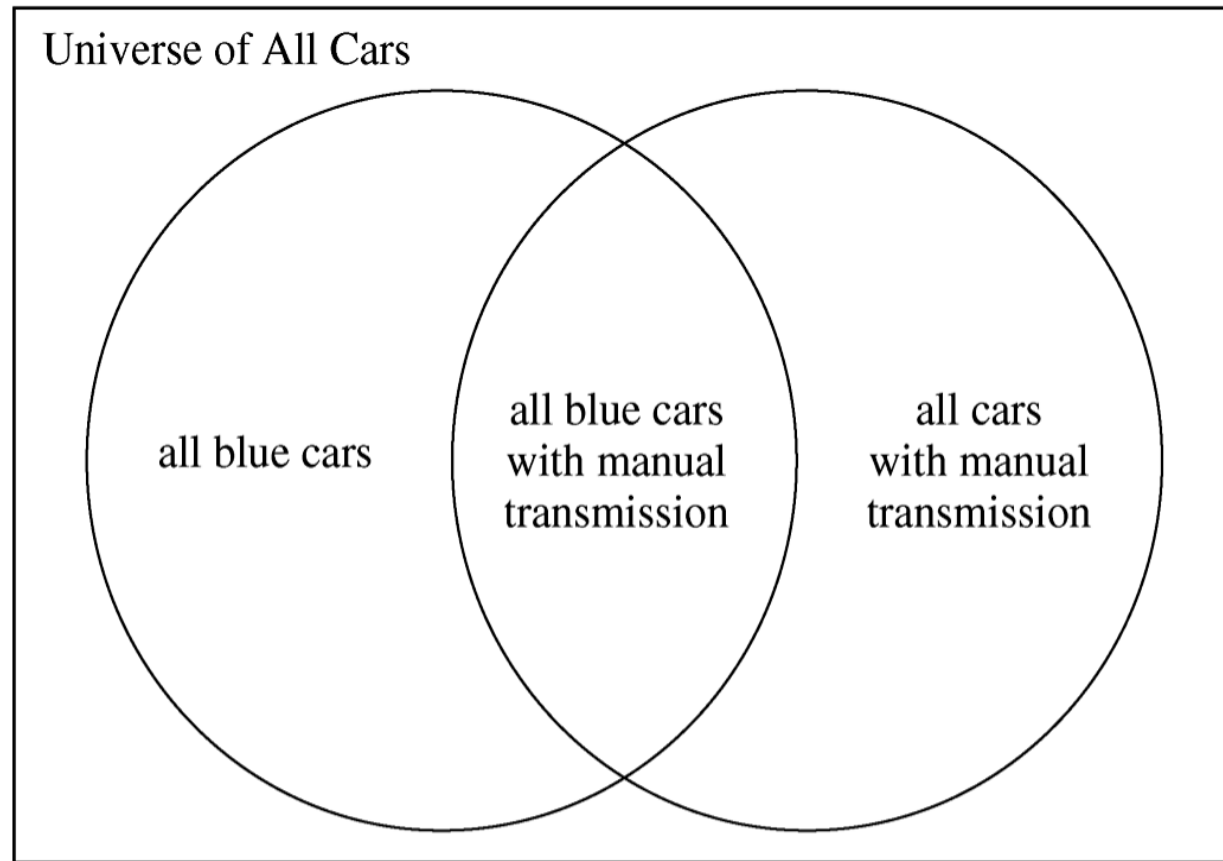 Universe of All Cars
all blue cars
all blue cars
with manual
transmission
all cars
with manual
transmission